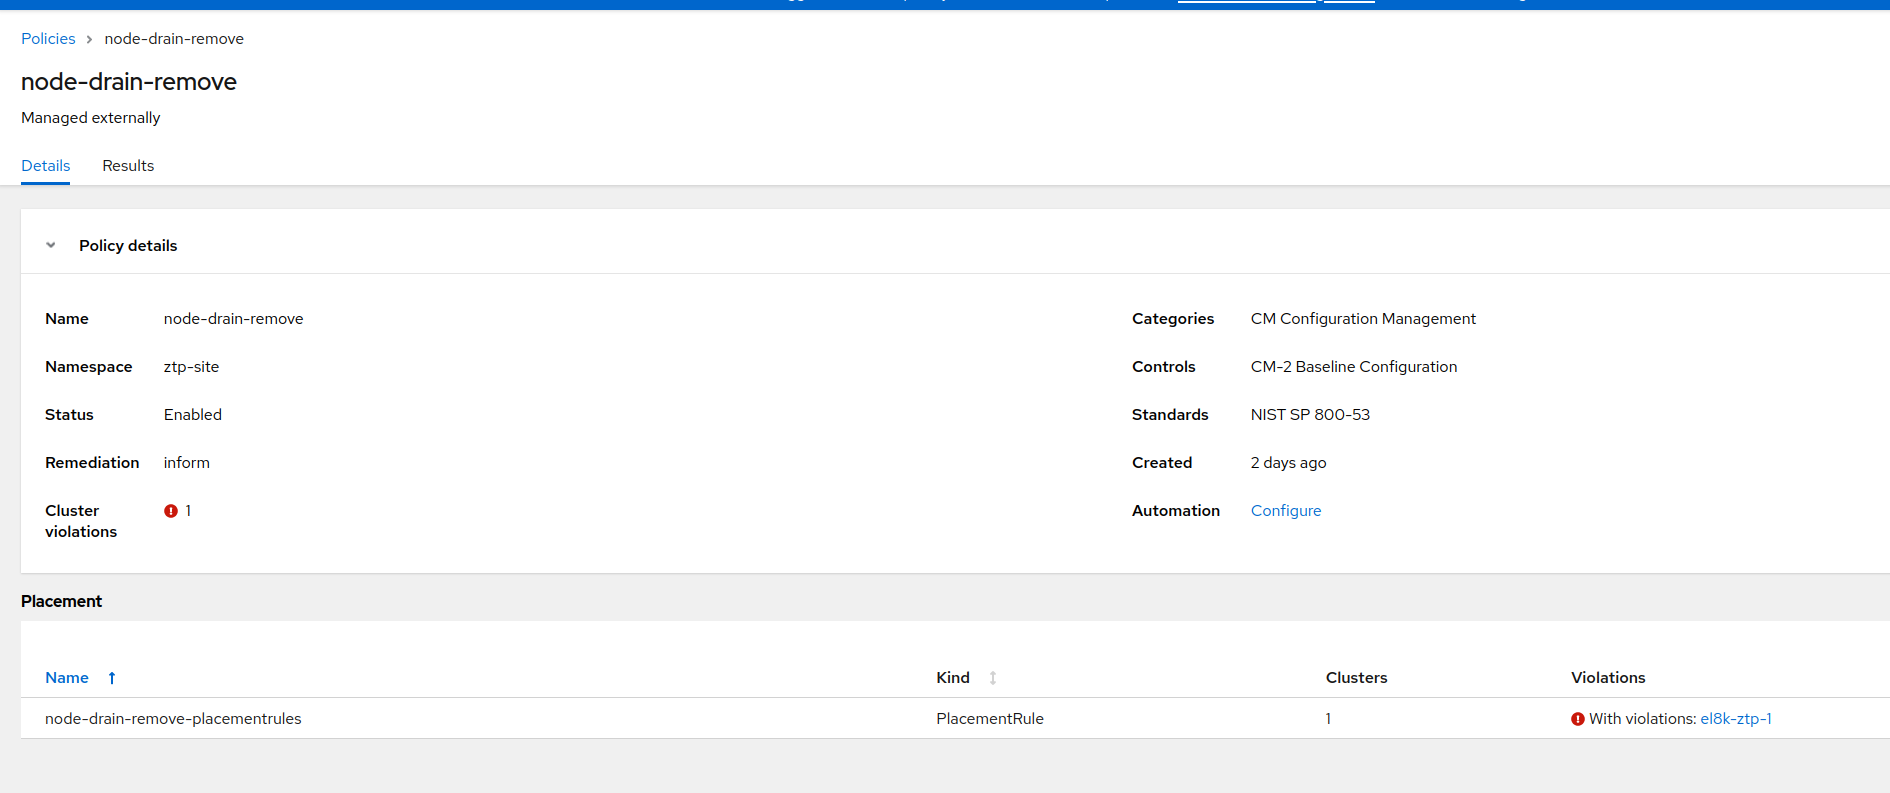 Policies > node-drain-remove
node-drain-remove
Managed externally
Details Results
Policy details
Name node-drain-remove
Namespace ztp-site
Status Enabled
Remediation inform
Cluster violations 1
Categories CM Configuration Management
Controls CM-2 Baseline Configuration
Standards NIST SP 800-53
Created 2 days ago
Automation Configure
Placement
Name Kind Clusters Violations
node-drain-remove-placementrules PlacementRule 1 With violations: el8k-ztp-1